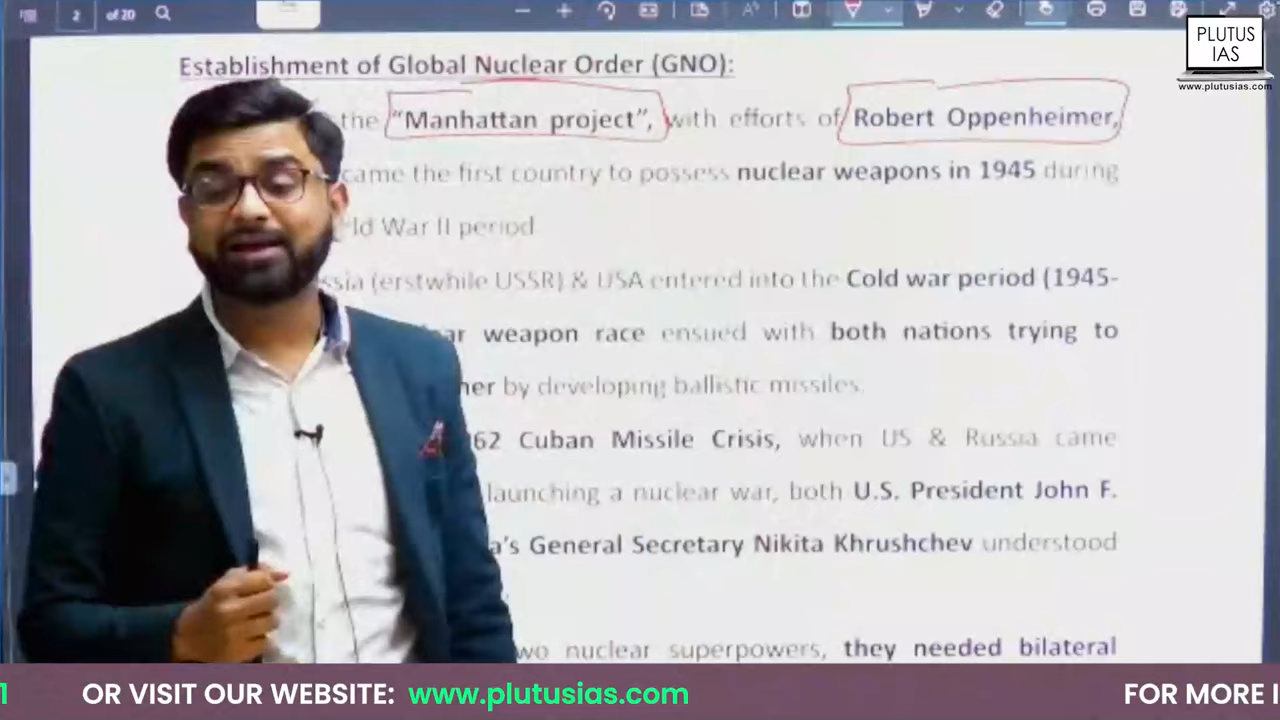 2 of 20
PLUTUS
IAS
www.plutusias.com
Establishment of Global Nuclear Order (GNO):
the “Manhattan project”, with efforts of Robert Oppenheimer,
came the first country to possess nuclear weapons in 1945 during
ld War II period
ssia (erstwhile USSR) & USA entered into the Cold war period (1945-
ar weapon race ensued with both nations trying to
her by developing ballistic missiles.
62 Cuban Missile Crisis, when US & Russia came
launching a nuclear war, both U.S. President John F.
a’s General Secretary Nikita Khrushchev understood
wo nuclear superpowers, they needed bilateral
1 OR VISIT OUR WEBSITE: www.plutusias.com FOR MORE I